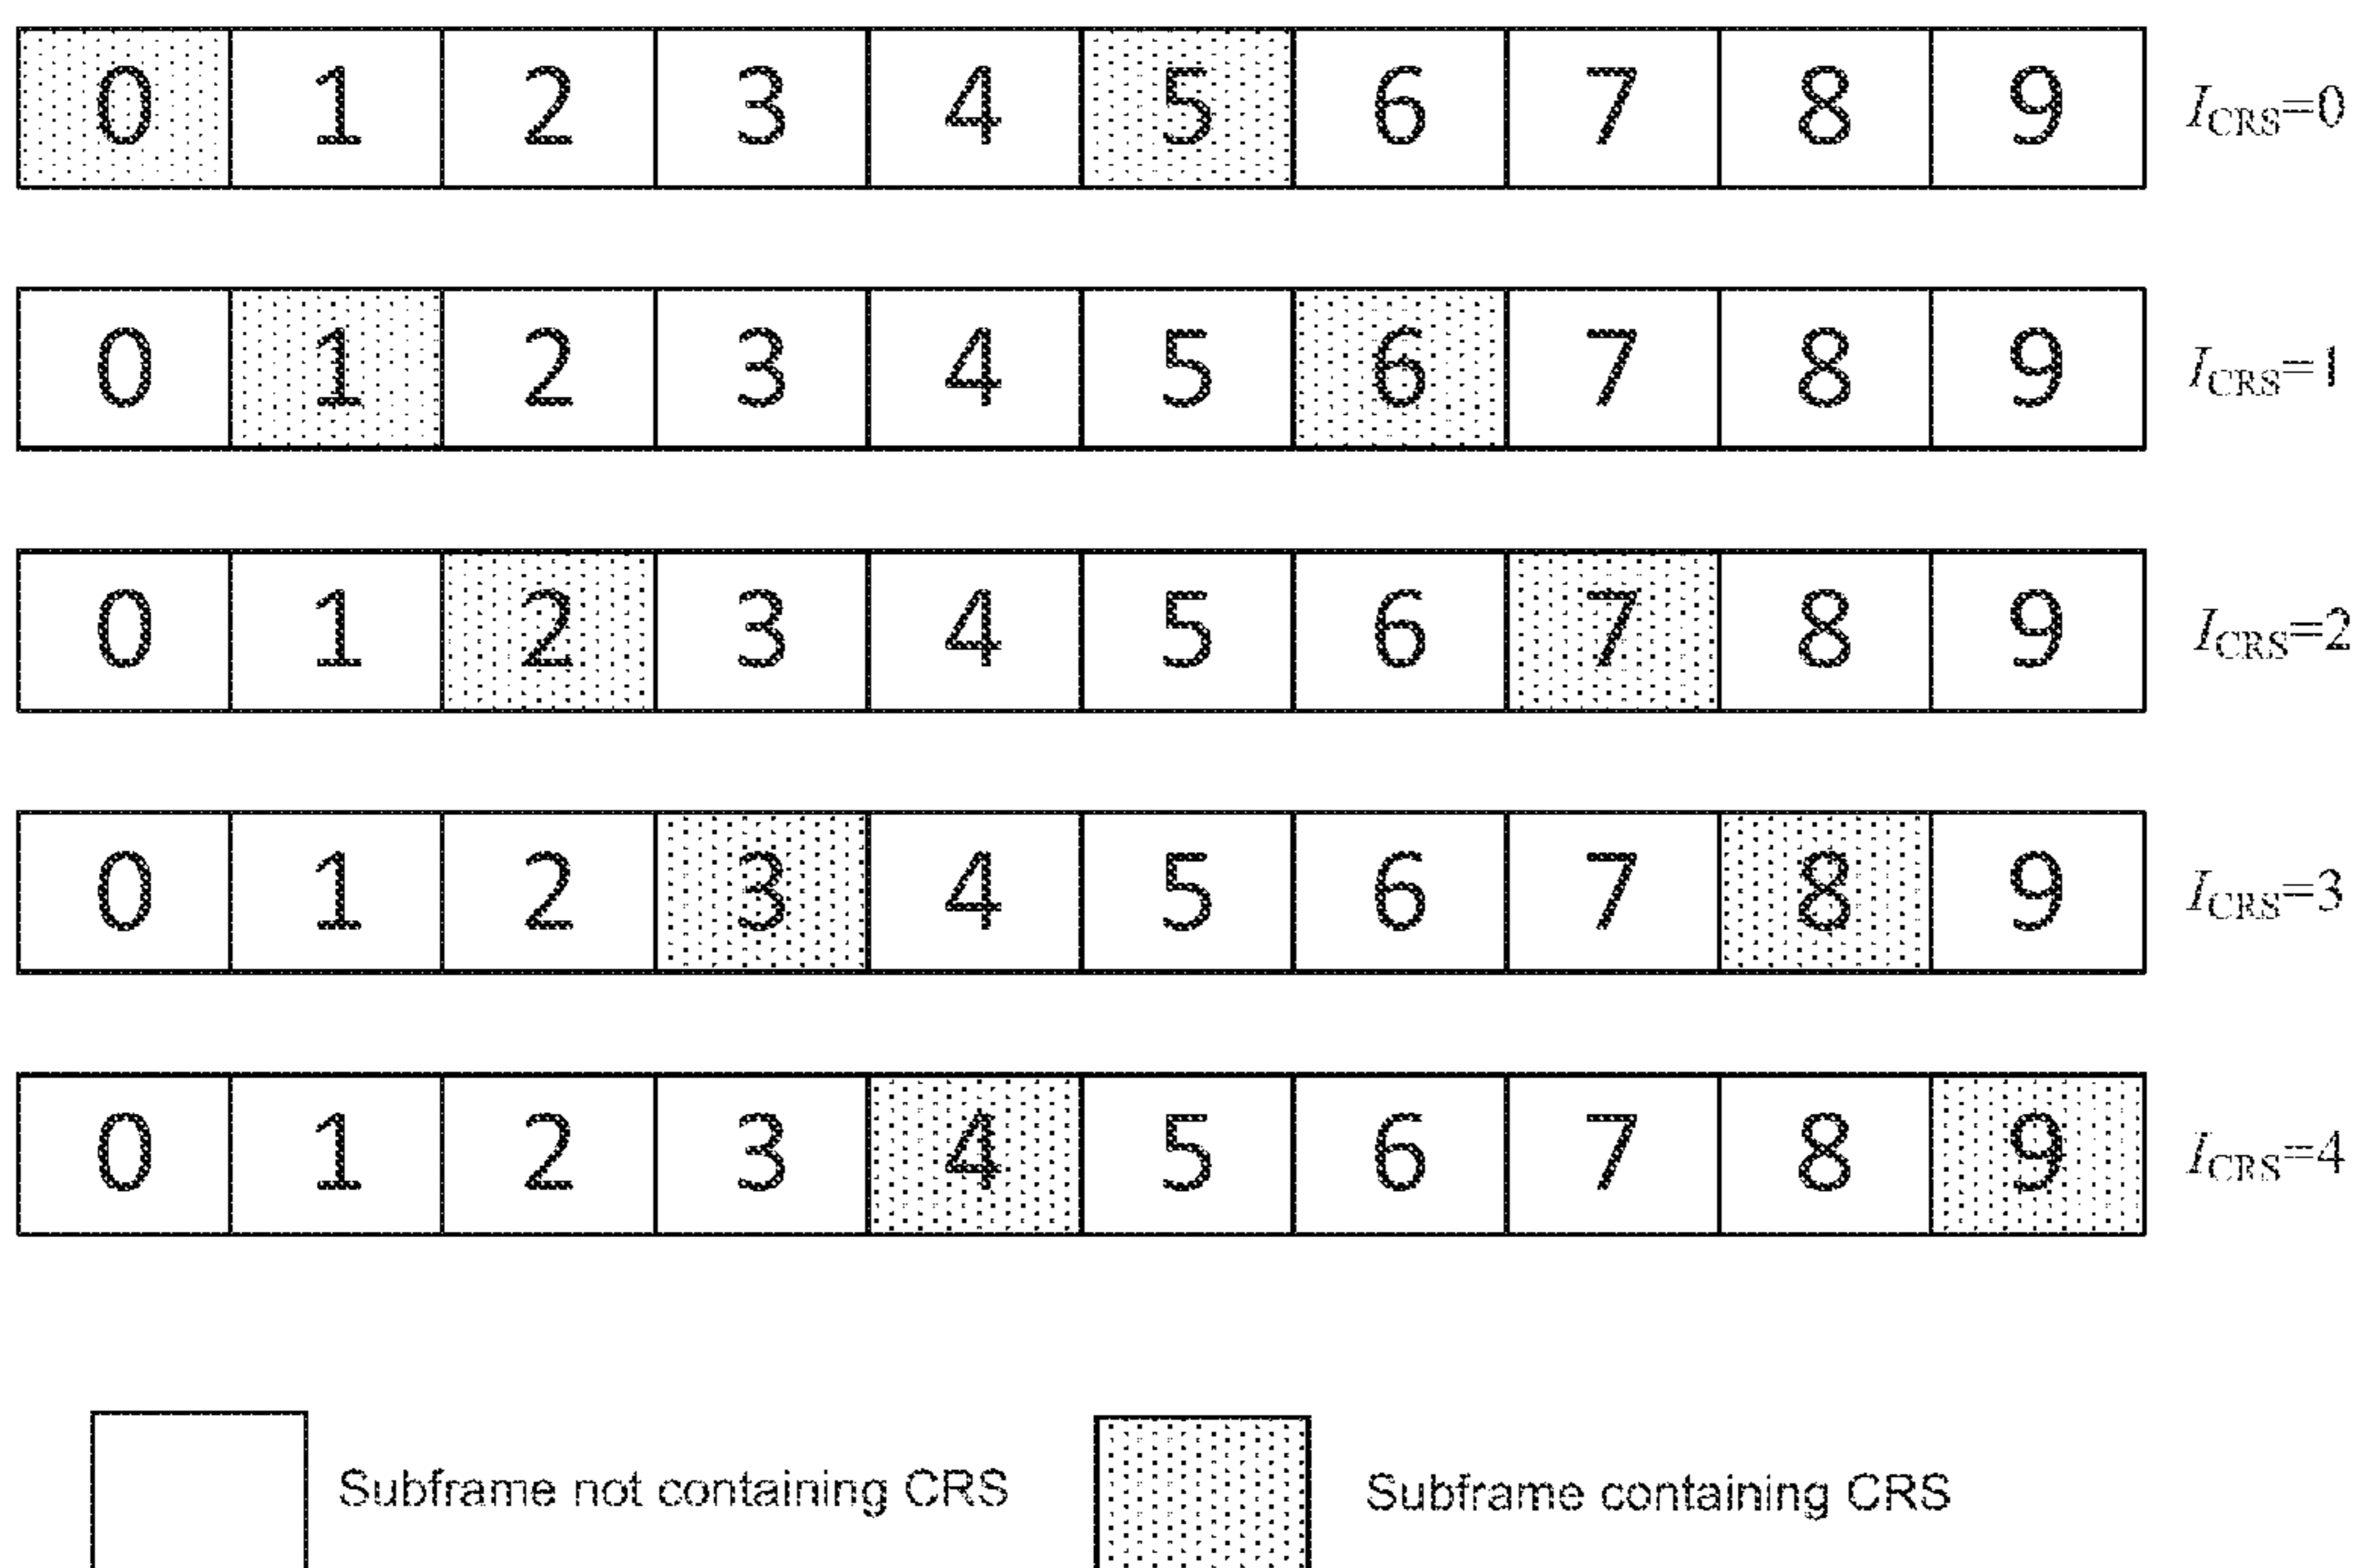 0 1 2 3 4 5 6 7 8 9 I_CRS=0
0 1 2 3 4 5 6 7 8 9 I_CRS=1
0 1 2 3 4 5 6 7 8 9 I_CRS=2
0 1 2 3 4 5 6 7 8 9 I_CRS=3
0 1 2 3 4 5 6 7 8 9 I_CRS=4
Subframe not containing CRS
Subframe containing CRS